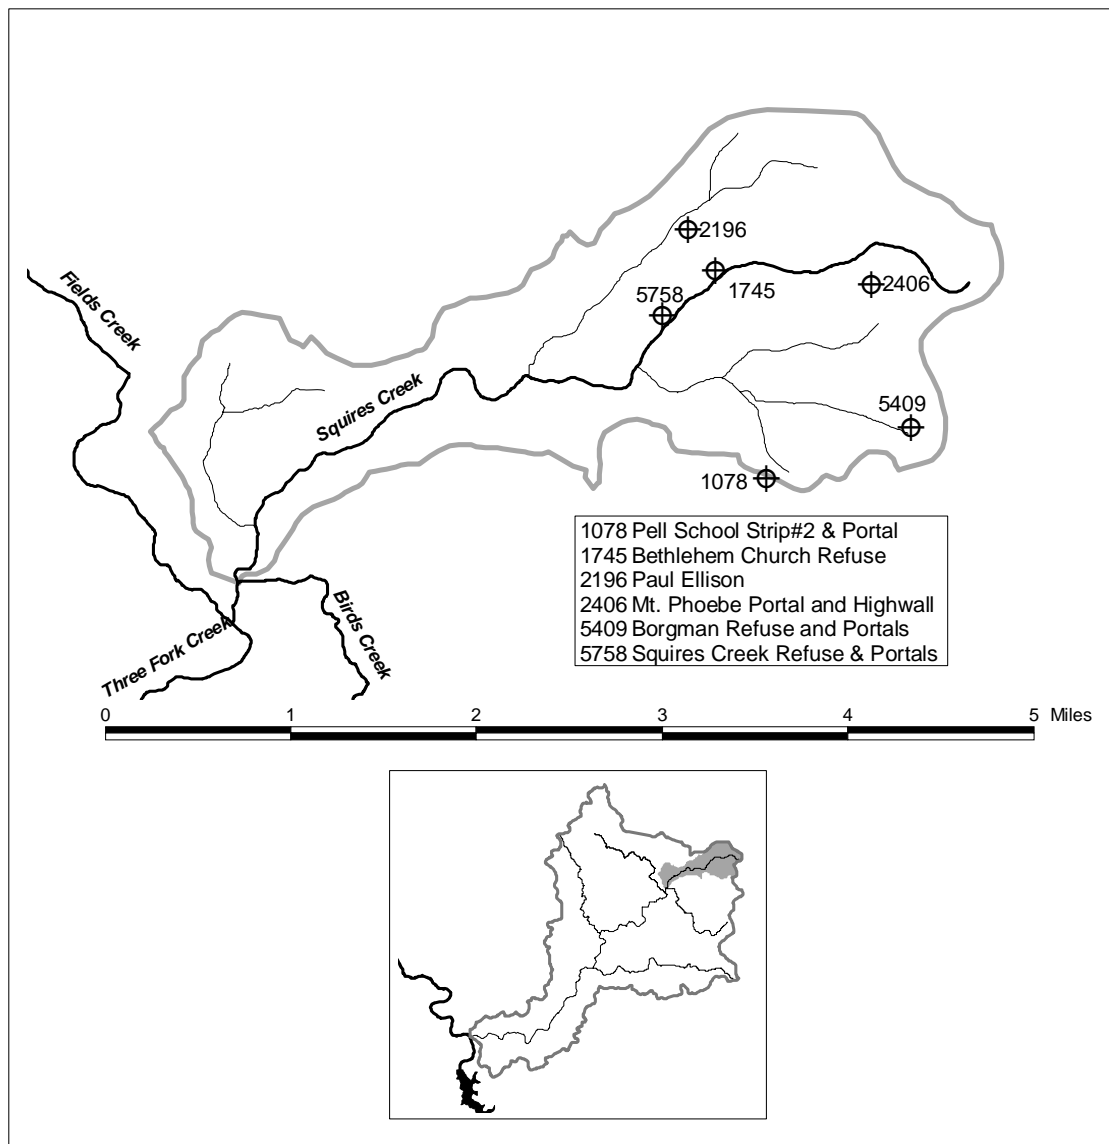 2196
Fields Creek
5758
1745
2406
Squires Creek
5409
1078
1078 Pell School Strip#2 & Portal
1745 Bethlehem Church Refuse
2196 Paul Ellison
2406 Mt. Phoebe Portal and Highwall
5409 Borgman Refuse and Portals
5758 Squires Creek Refuse & Portals
Birds Creek
Three Fork Creek
0 1 2 3 4 5 Miles